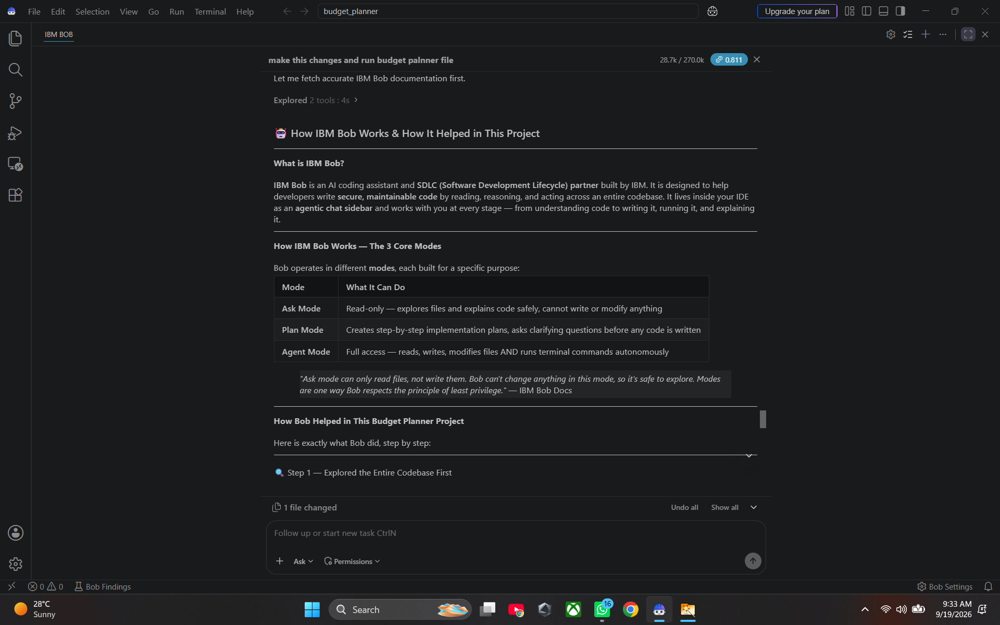 File Edit Selection View Go Run Terminal Help
budget_planner
Upgrade your plan
IBM BOB
make this changes and run budget palnner file
28.7k / 270.0k
0.811
Let me fetch accurate IBM Bob documentation first.
Explored 2 tools : 4s
How IBM Bob Works & How It Helped in This Project
What is IBM Bob?
IBM Bob is an AI coding assistant and SDLC (Software Development Lifecycle) partner built by IBM. It is designed to help
developers write secure, maintainable code by reading, reasoning, and acting across an entire codebase. It lives inside your IDE
as an agentic chat sidebar and works with you at every stage — from understanding code to writing it, running it, and explaining
it.
How IBM Bob Works — The 3 Core Modes
Bob operates in different modes, each built for a specific purpose:
Mode What It Can Do
Ask Mode Read-only — explores files and explains code safely, cannot write or modify anything
Plan Mode Creates step-by-step implementation plans, asks clarifying questions before any code is written
Agent Mode Full access — reads, writes, modifies files AND runs terminal commands autonomously
"Ask mode can only read files, not write them. Bob can't change anything in this mode, so it's safe to explore. Modes
are one way Bob respects the principle of least privilege." — IBM Bob Docs
How Bob Helped in This Budget Planner Project
Here is exactly what Bob did, step by step:
Step 1 — Explored the Entire Codebase First
1 file changed
Undo all Show all
Follow up or start new task CtrlN
Ask Permissions
0 0 Bob Findings
Bob Settings
28°C
Sunny
Search
16
9:33 AM
9/19/2026